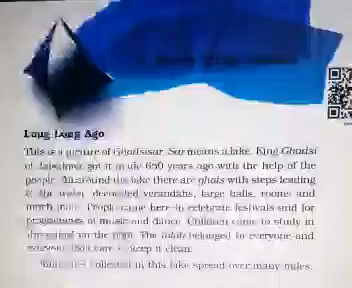 Long Long Ago
This is a picture of Ghadsisar. Sar means a lake. King Ghadsi
of Jaisalmer got it made 650 years ago with the help of the
people. All around the lake there are ghats with steps leading
to the water, decorated verandahs, large halls, rooms and
much more. People came here to celebrate festivals and for
programmes of music and dance. Children came to study in
the school on the ghat. The talab belonged to everyone and
everyone took care to keep it clean.
collected in this lake spread over many miles.